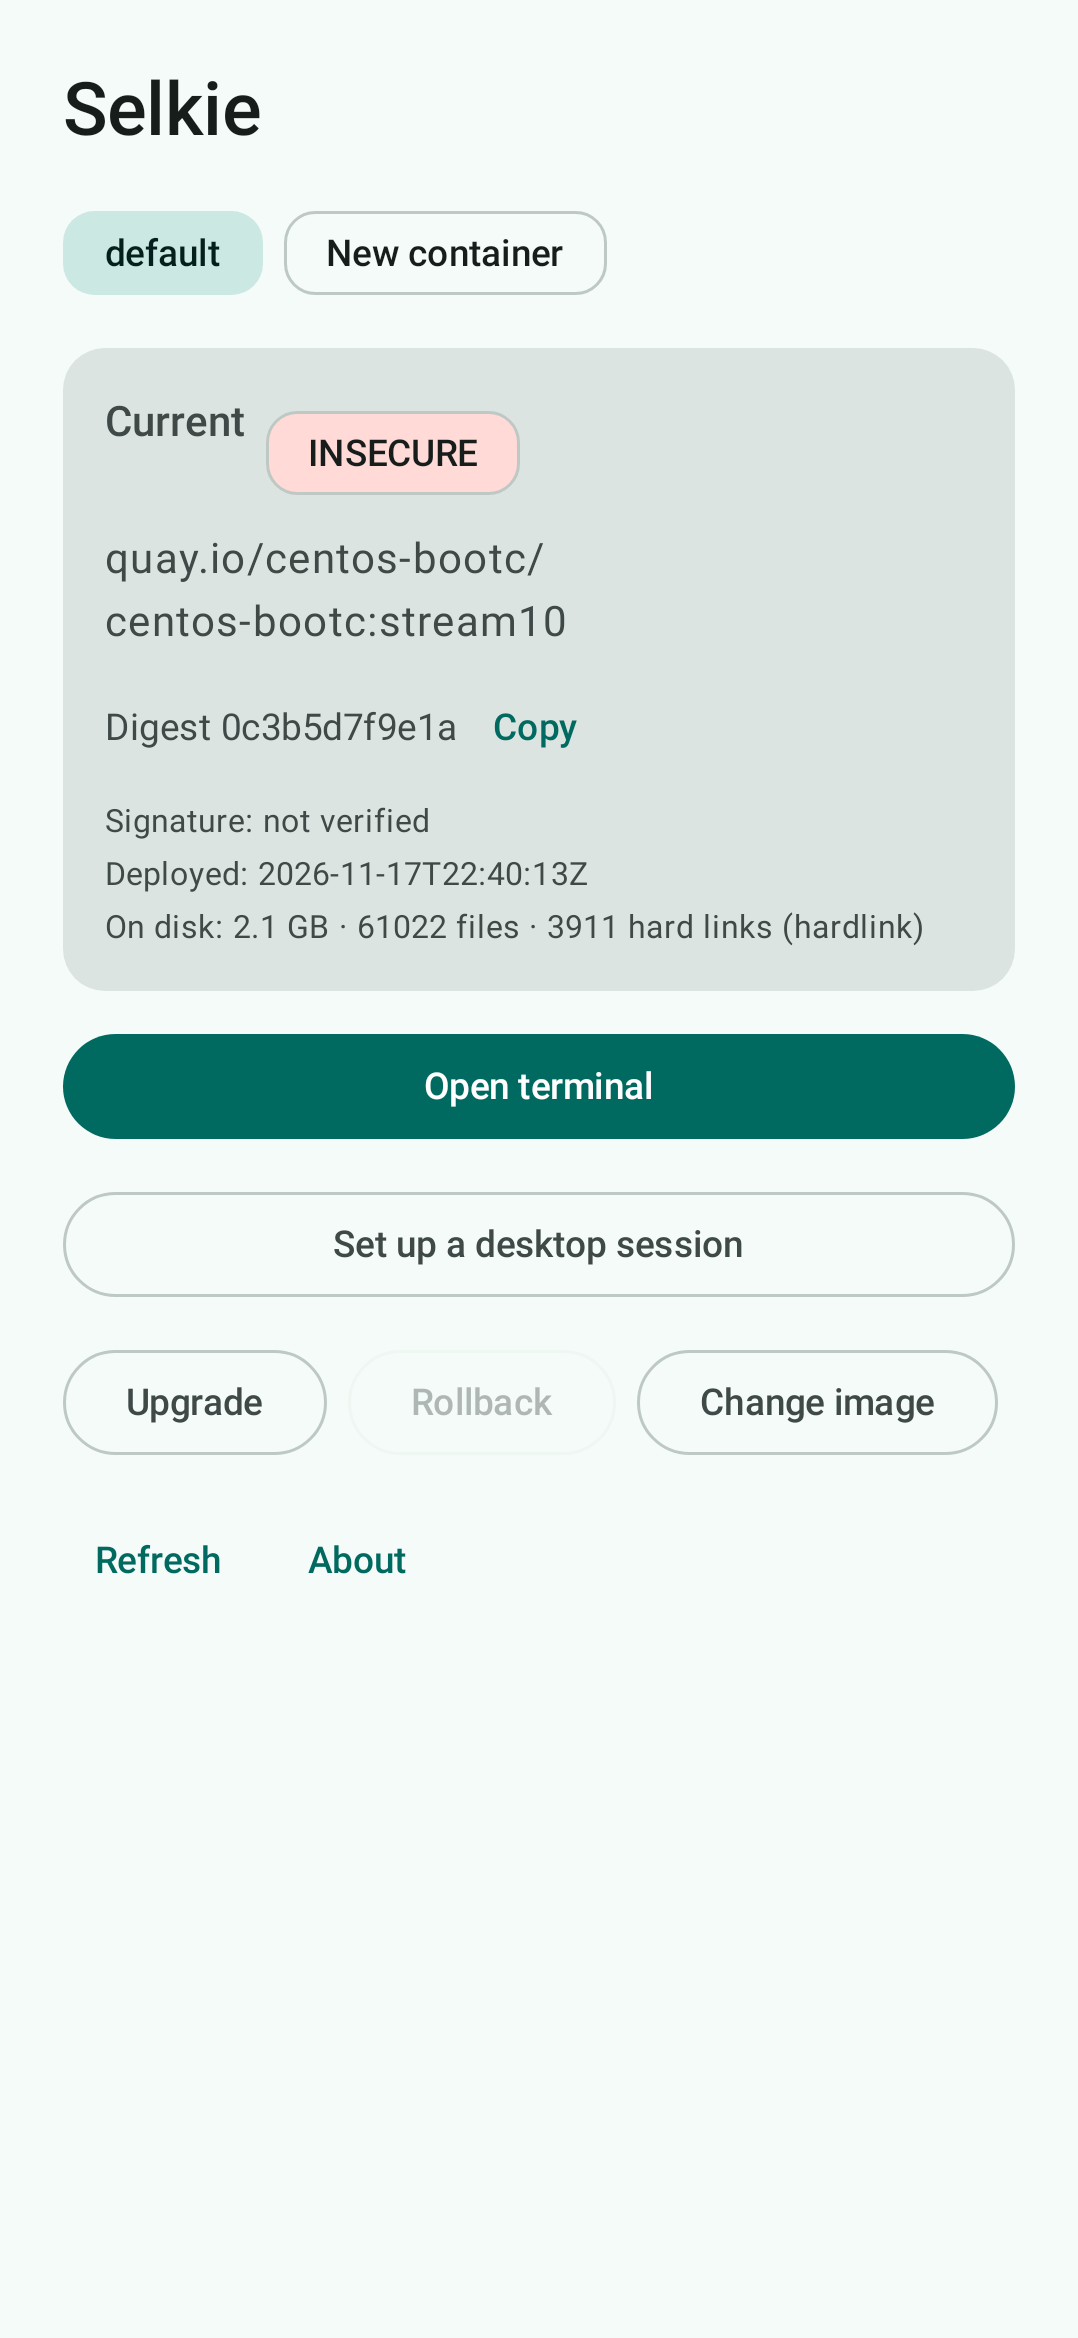 Selkie
default
New container
Current
INSECURE
quay.io/centos-bootc/
centos-bootc:stream10
Digest 0c3b5d7f9e1a
Copy
Signature: not verified
Deployed: 2026-11-17T22:40:13Z
On disk: 2.1 GB · 61022 files · 3911 hard links (hardlink)
Open terminal
Set up a desktop session
Upgrade
Rollback
Change image
Refresh
About